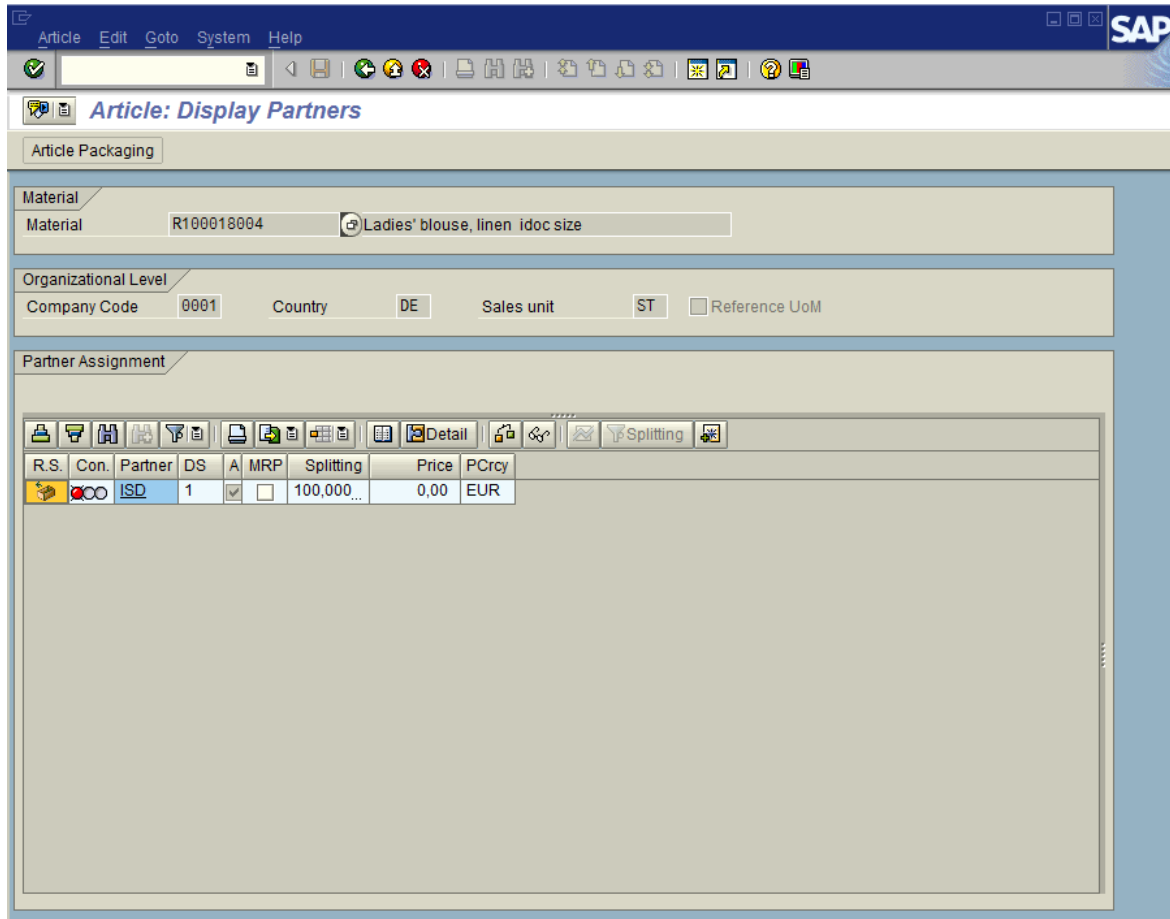 Article Edit Goto System Help
SAP
Article: Display Partners
Article Packaging
Material
Material R100018004 Ladies' blouse, linen idoc size
Organizational Level
Company Code 0001 Country DE Sales unit ST Reference UoM
Partner Assignment
Detail Splitting
R.S. Con. Partner DS A MRP Splitting Price PCrcy
ISD 1 100,000... 0,00 EUR